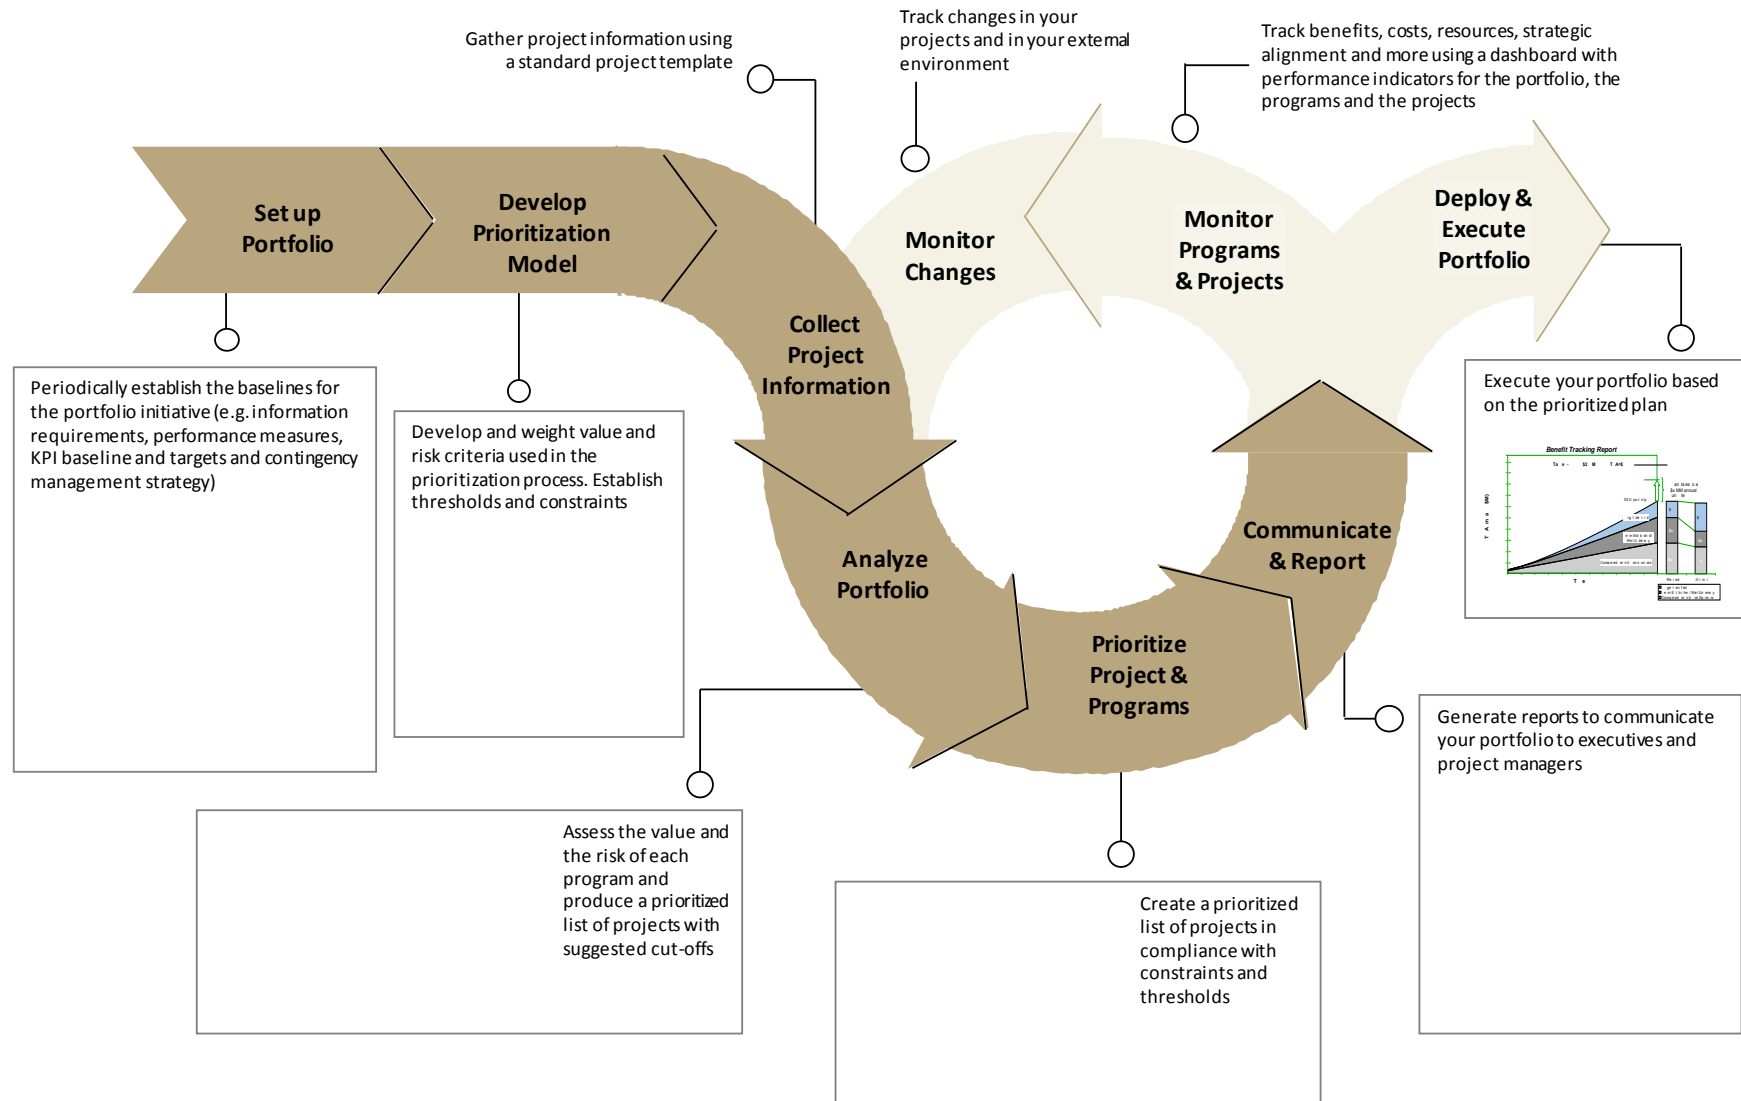 Gather project information using
a standard project template
Track changes in your
projects and in your external
environment
Track benefits, costs, resources, strategic
alignment and more using a dashboard with
performance indicators for the portfolio, the
programs and the projects
Set up
Portfolio
Develop
Prioritization
Model
Collect
Project
Information
Monitor
Changes
Monitor
Programs
& Projects
Deploy &
Execute
Portfolio
Analyze
Portfolio
Prioritize
Project &
Programs
Communicate
& Report
Periodically establish the baselines for
the portfolio initiative (e.g. information
requirements, performance measures,
KPI baseline and targets and contingency
management strategy)
Develop and weight value and
risk criteria used in the
prioritization process. Establish
thresholds and constraints
Execute your portfolio based
on the prioritized plan
Benefit Tracking Report
Assess the value and
the risk of each
program and
produce a prioritized
list of projects with
suggested cut-offs
Create a prioritized
list of projects in
compliance with
constraints and
thresholds
Generate reports to communicate
your portfolio to executives and
project managers